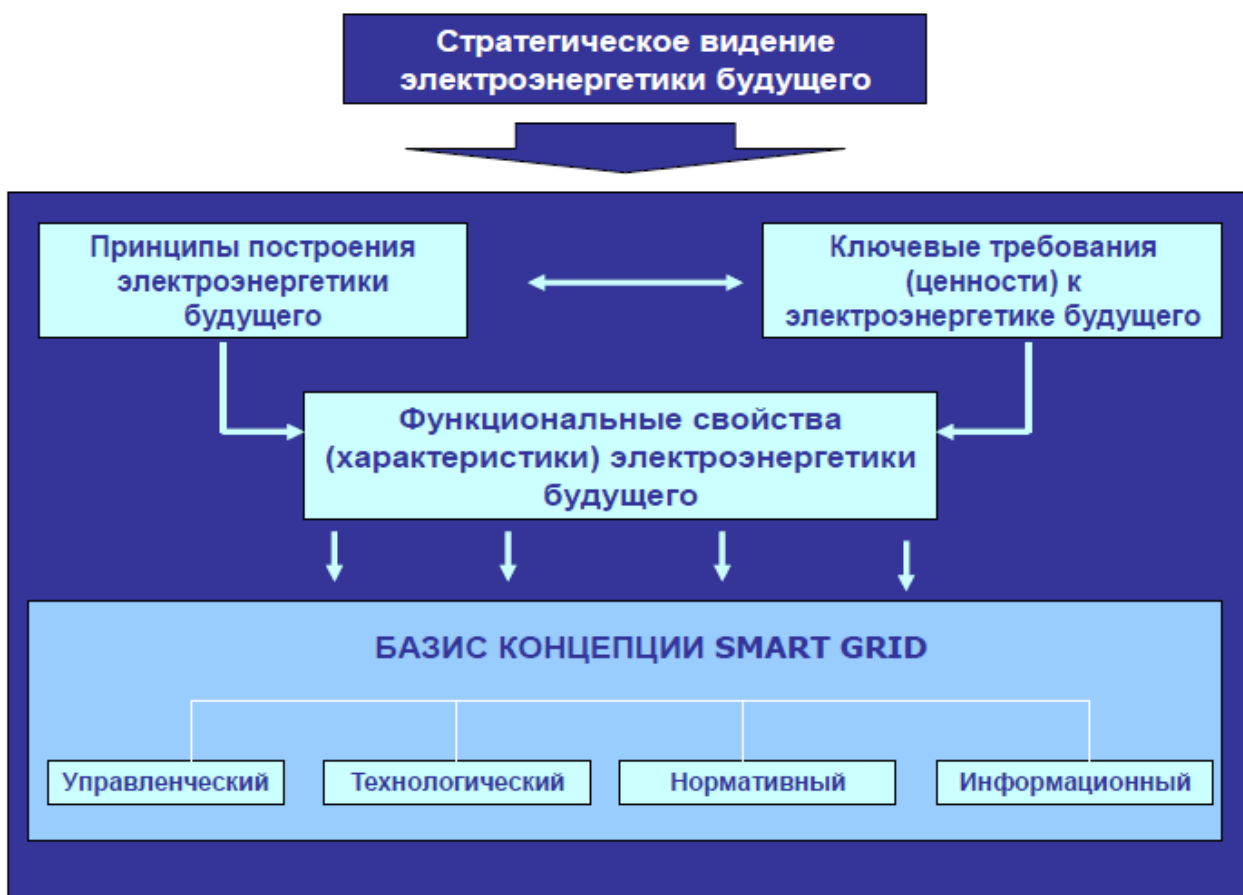 Стратегическое видение
электроэнергетики будущего
Принципы построения
электроэнергетики
будущего
Ключевые требования
(ценности) к
электроэнергетике будущего
Функциональные свойства
(характеристики) электроэнергетики
будущего
БАЗИС КОНЦЕПЦИИ SMART GRID
Управленческий
Технологический
Нормативный
Информационный